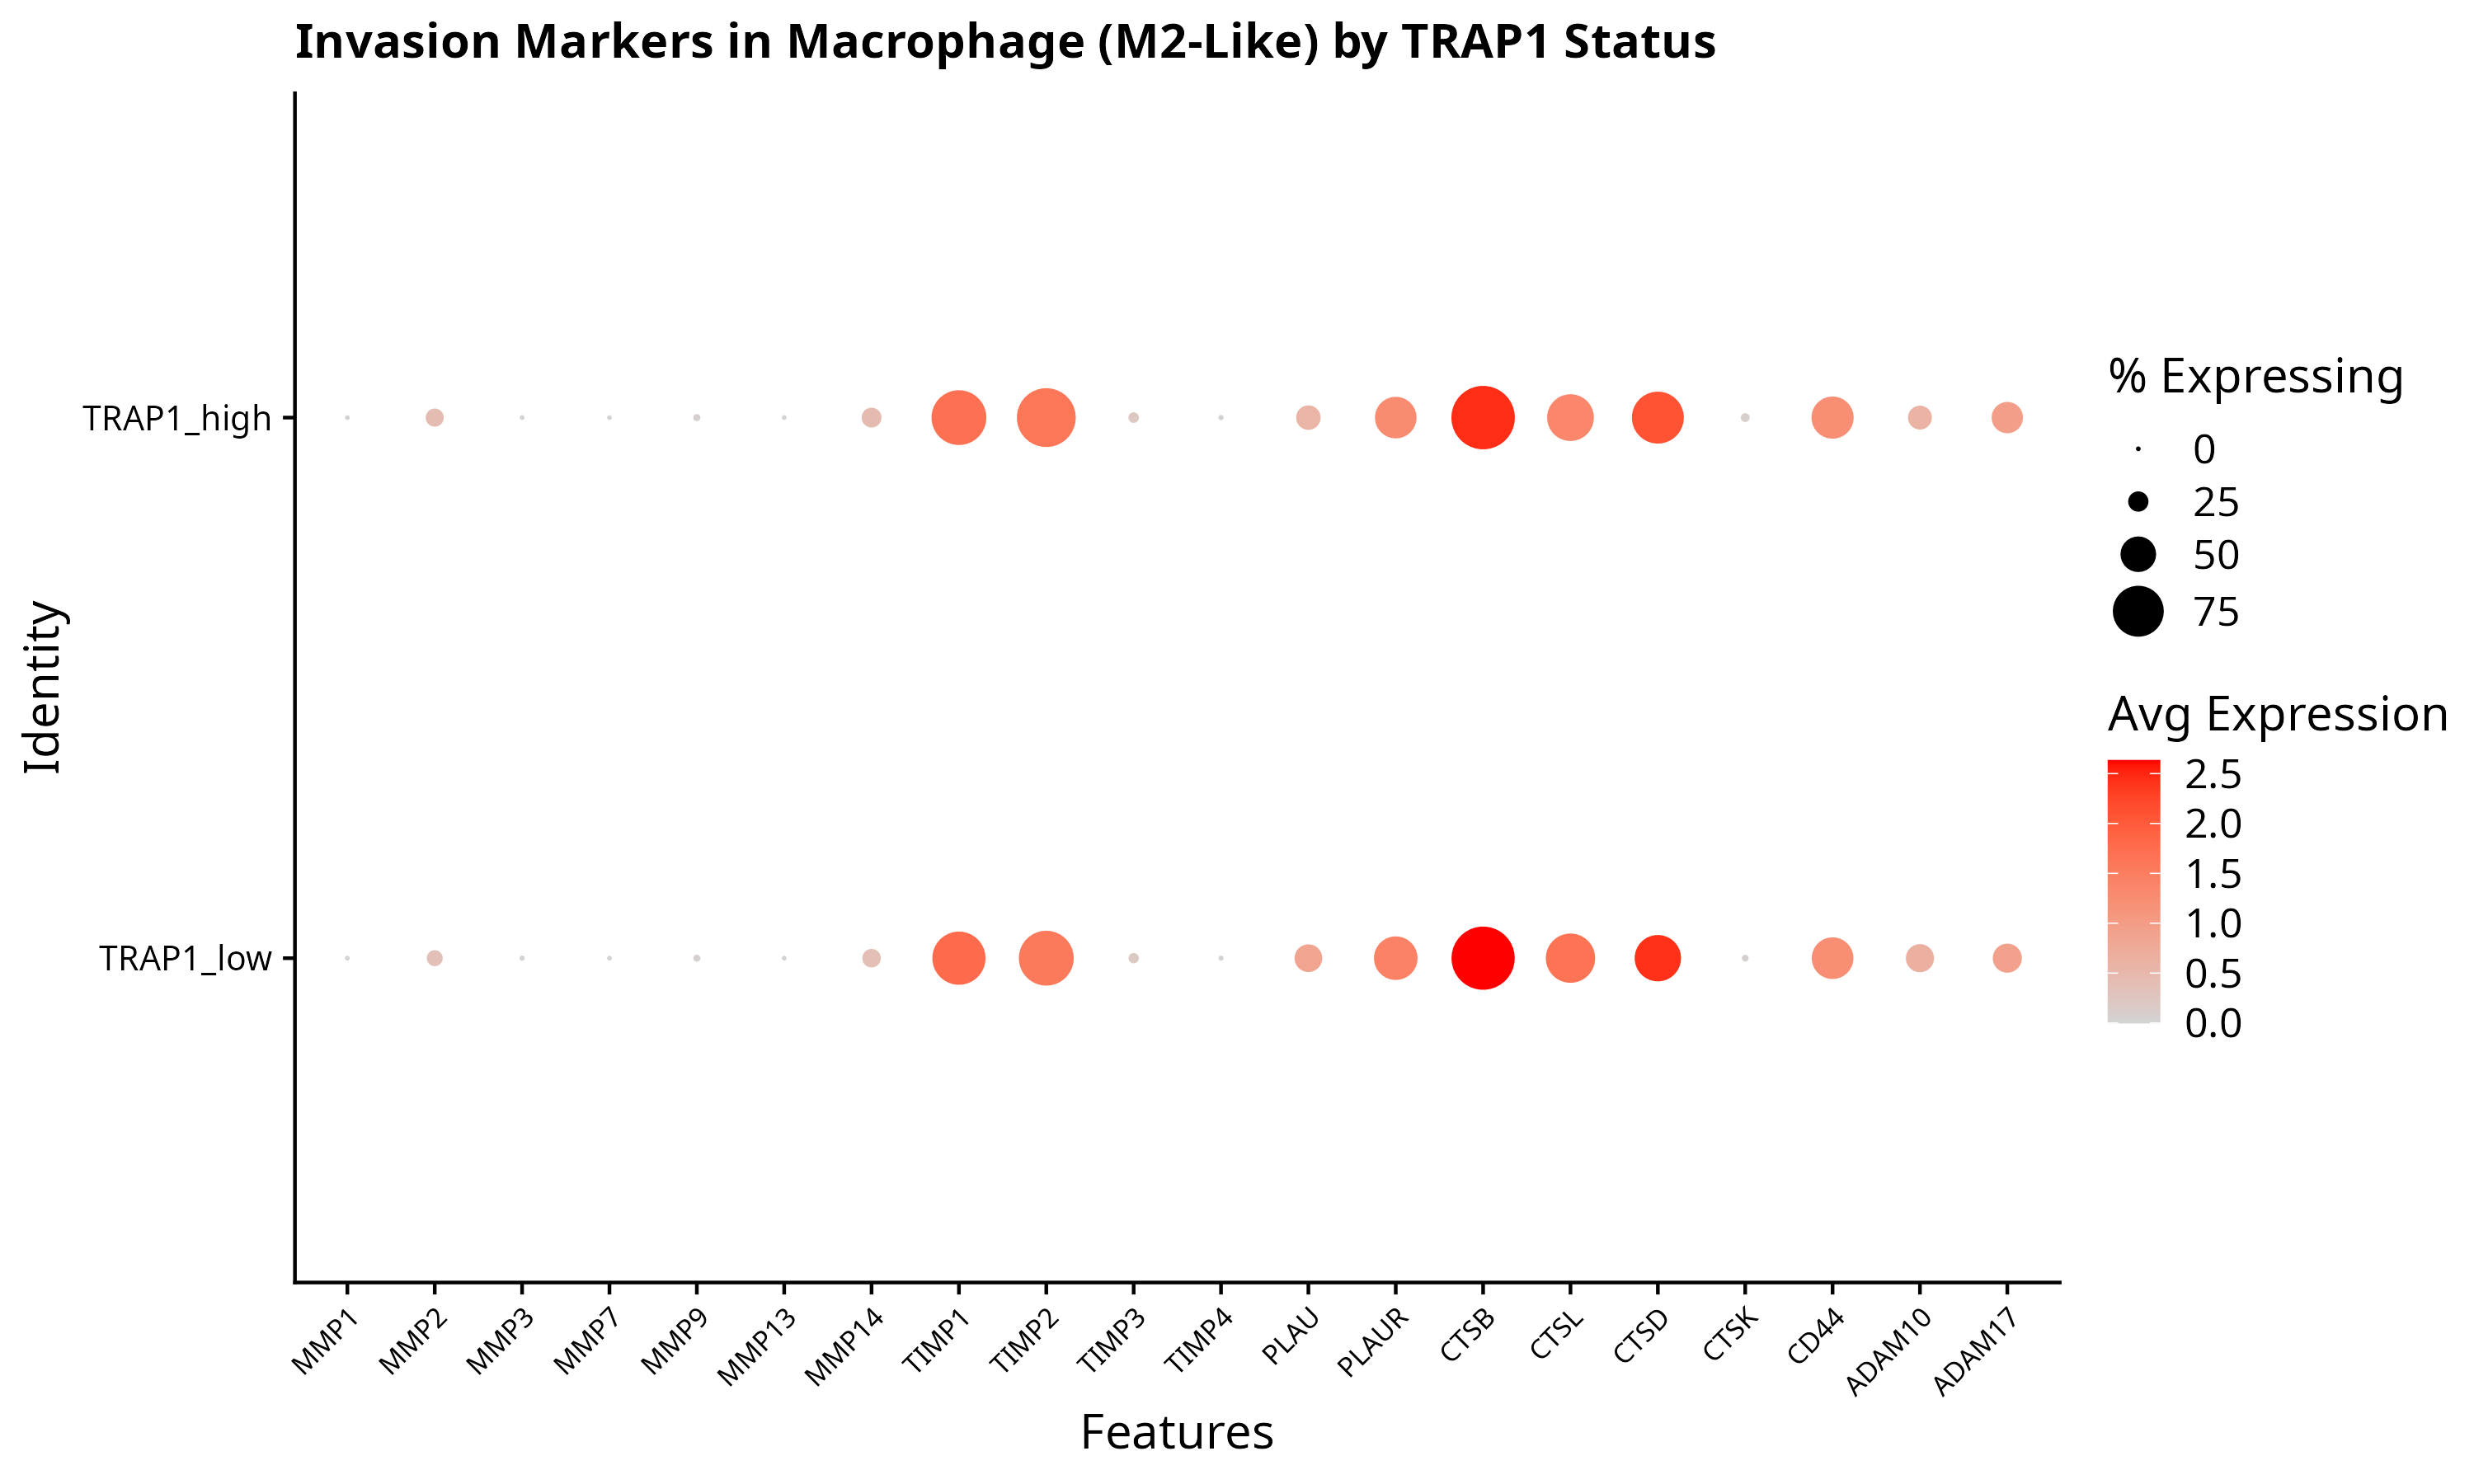 Invasion Markers in Macrophage (M2-Like) by TRAP1 Status
Identity
TRAP1_high
TRAP1_low
MMP1
MMP2
MMP3
MMP7
MMP9
MMP13
MMP14
TIMP1
TIMP2
TIMP3
TIMP4
PLAU
PLAUR
CTSB
CTSL
CTSD
CTSK
CD44
ADAM10
ADAM17
Features
% Expressing
0
25
50
75
Avg Expression
2.5
2.0
1.5
1.0
0.5
0.0